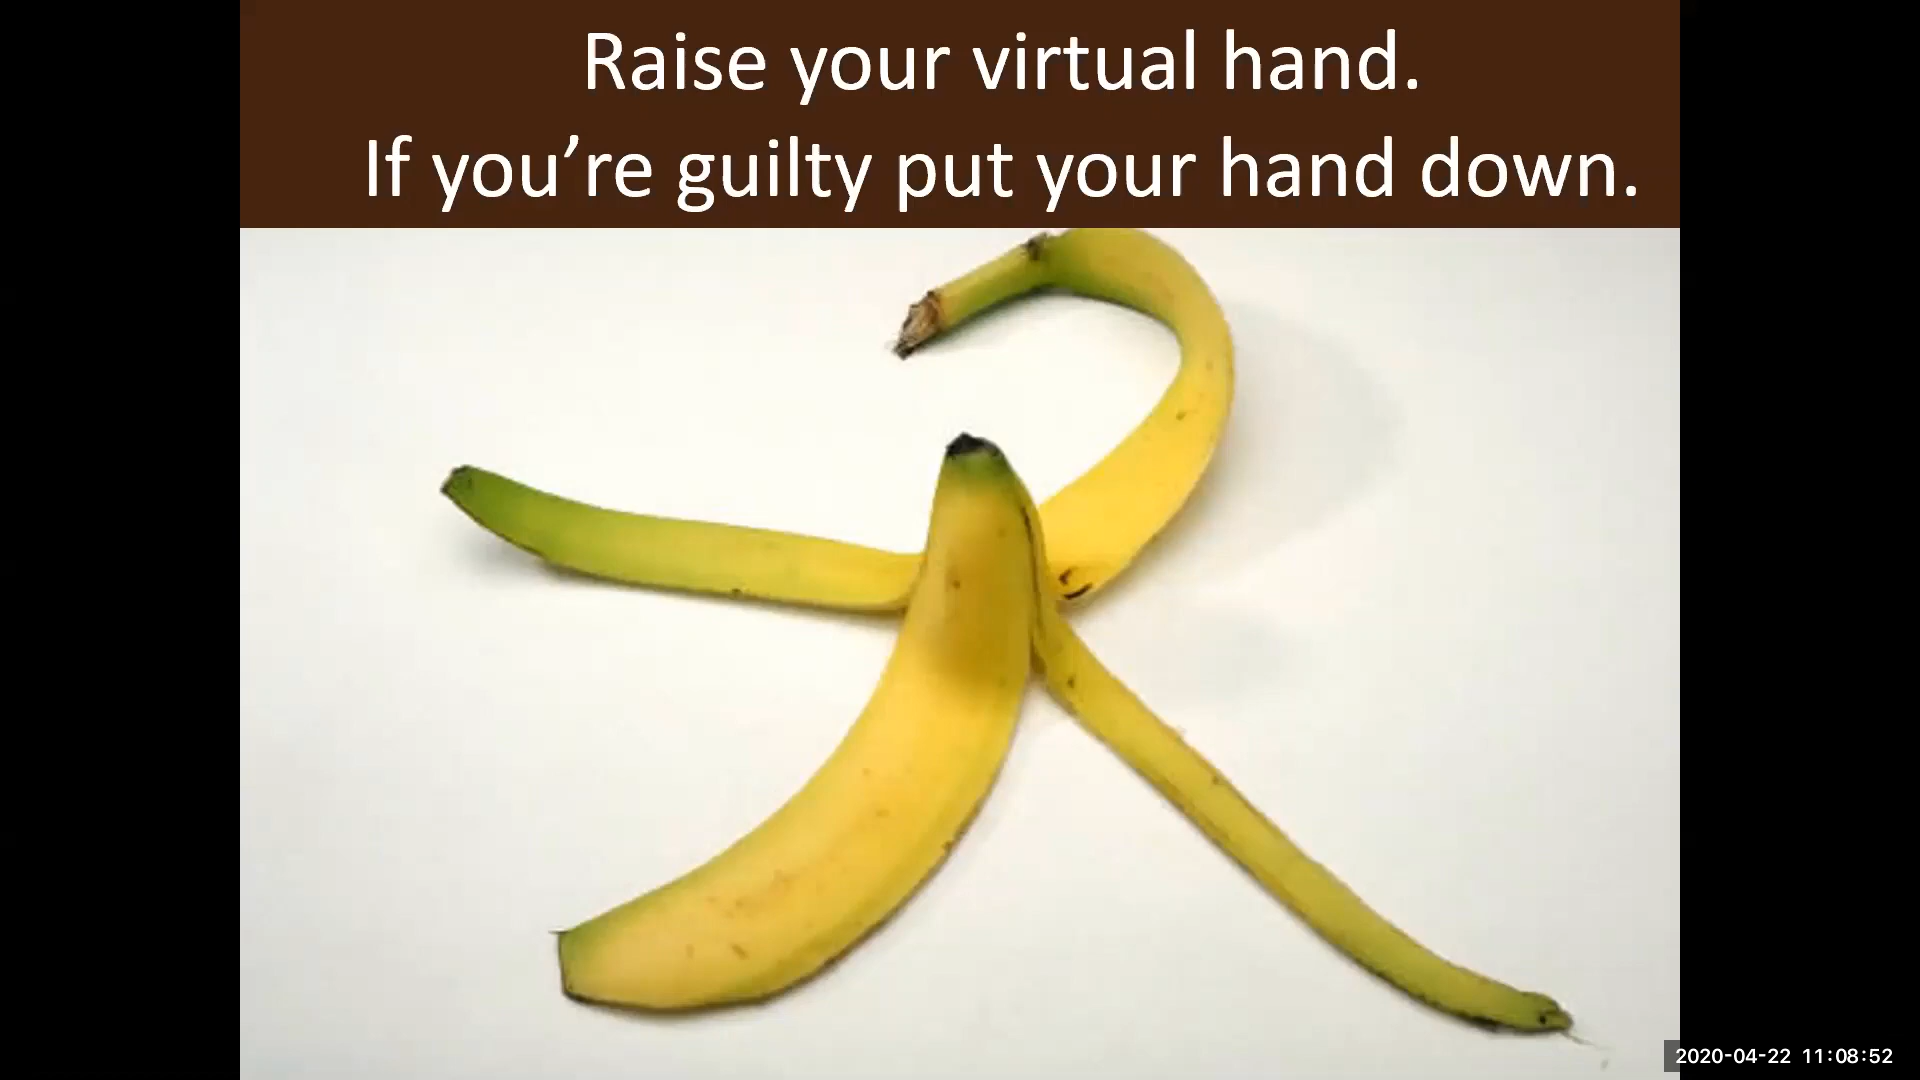 Raise your virtual hand.
If you’re guilty put your hand down.
2020-04-22 11:08:52